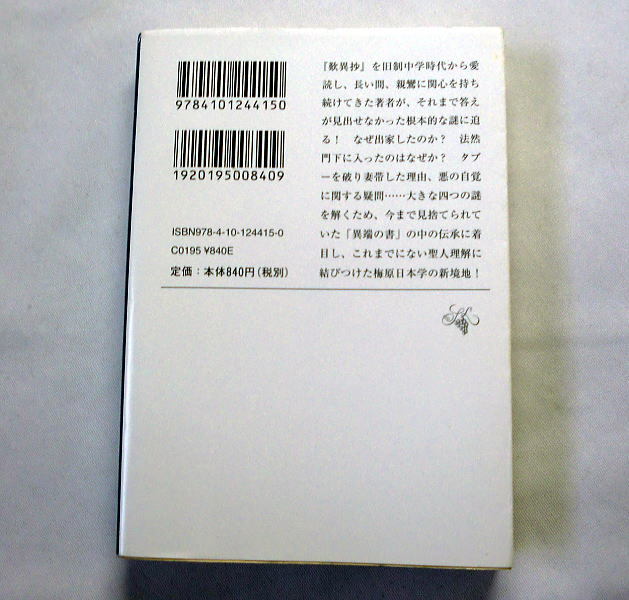 9784101244150
1920195008409
ISBN978-4-10-124415-0
C0195 ¥840E
定価：本体840円（税別）
『歎異抄』を旧制中学時代から愛
読し、長い間、親鸞に関心を持ち
続けてきた著者が、それまで答え
が見出せなかった根本的な謎に迫
る！　なぜ出家したのか？　法然
門下に入ったのはなぜか？　タブ
ーを破り妻帯した理由、悪の自覚
に関する疑問……大きな四つの謎
を解くため、今まで見捨てられて
いた「異端の書」の中の伝承に着
目し、これまでにない聖人理解に
結びつけた梅原日本学の新境地！